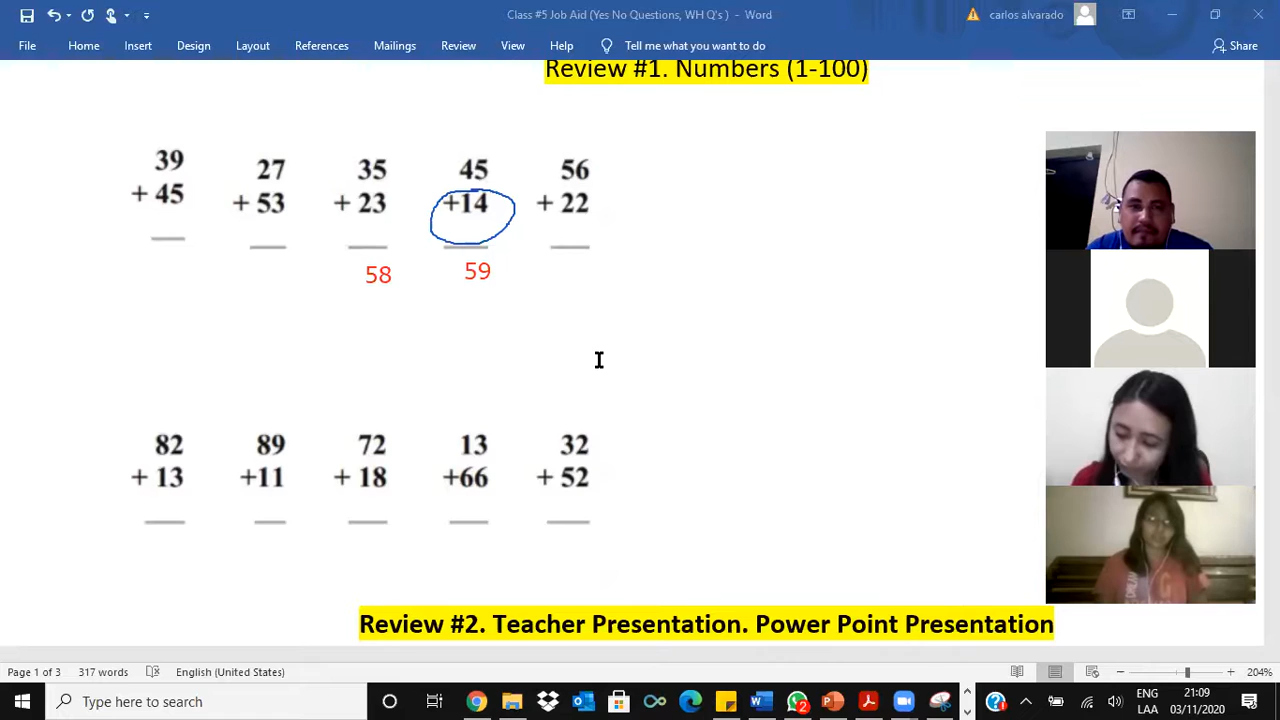 Class #5 Job Aid (Yes No Questions, WH Q's ) - Word
carlos alvarado
File Home Insert Design Layout References Mailings Review View Help Tell me what you want to do Share
Review #1. Numbers (1-100)
39 27 35 45 56
+ 45 + 53 + 23 +14 + 22
58 59
82 89 72 13 32
+ 13 +11 + 18 +66 + 52
Review #2. Teacher Presentation. Power Point Presentation
Page 1 of 3 317 words English (United States) 204%
Type here to search
2
ENG 21:09
LAA 03/11/2020